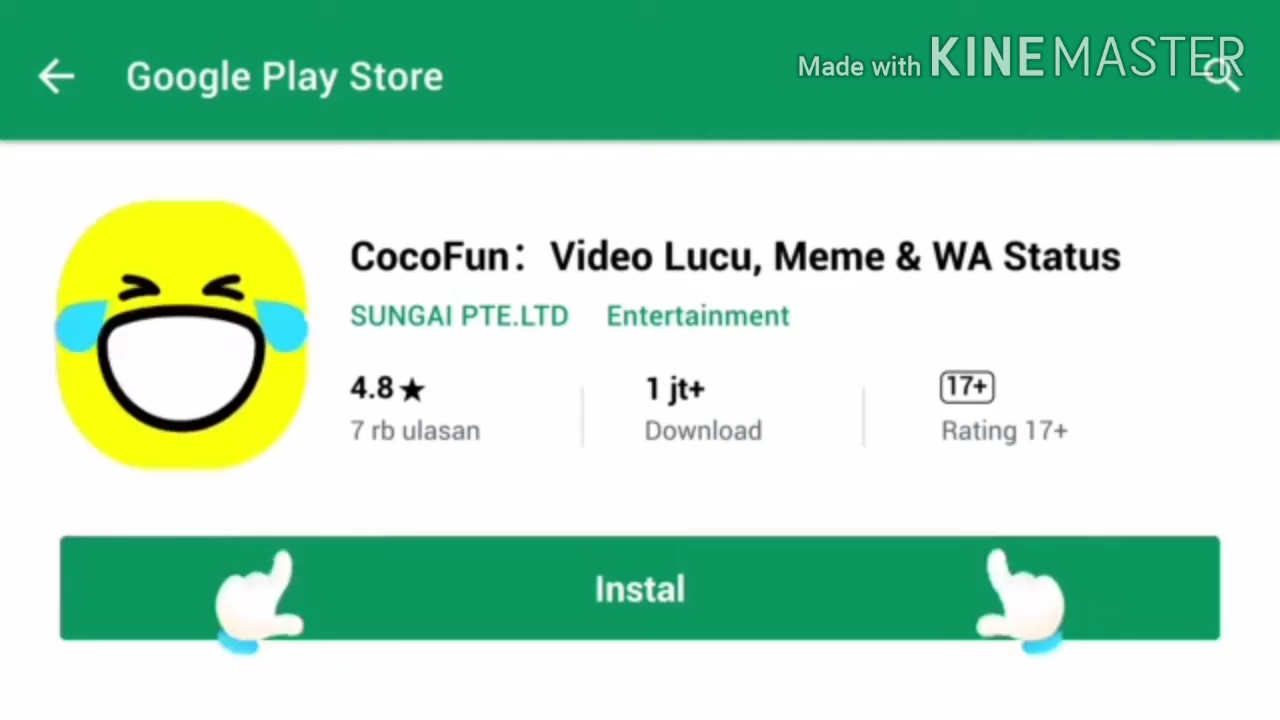 Google Play Store
Made with KINEMASTER
CocoFun: Video Lucu, Meme & WA Status
SUNGAI PTE.LTD Entertainment
4.8★ 1 jt+ 17+
7 rb ulasan Download Rating 17+
Instal